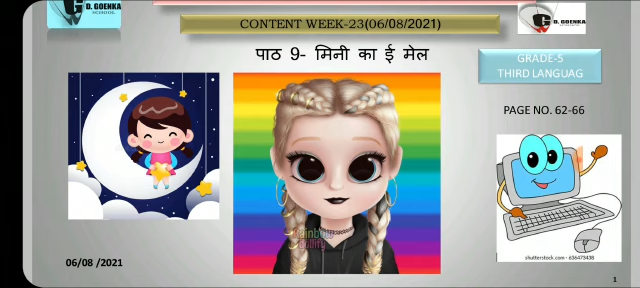 D. GOENKA
SCHOOL
D. GOENKA
CONTENT WEEK-23(06/08/2021)
पाठ 9- मिनी का ई मेल
GRADE-5
THIRD LANGUAG
PAGE NO. 62-66
shutterstock.com · 636473438
06/08 /2021
1